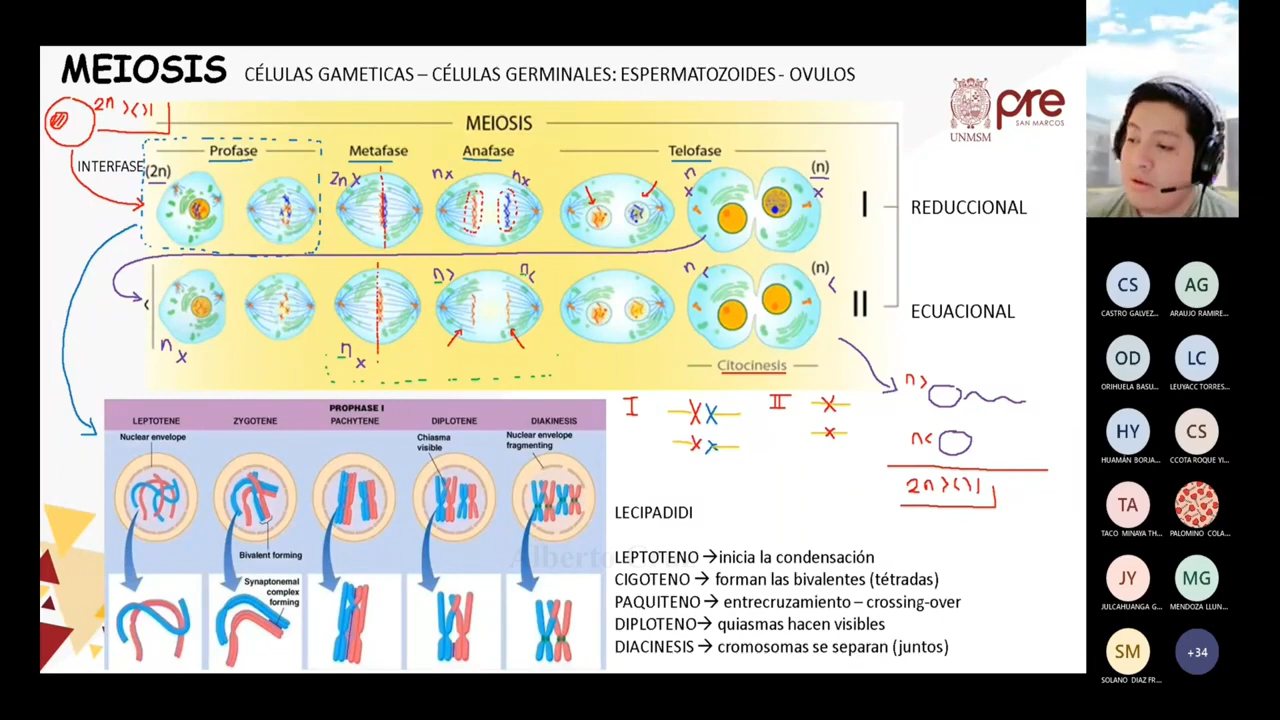 MEIOSIS CÉLULAS GAMETICAS – CÉLULAS GERMINALES: ESPERMATOZOIDES - OVULOS
UNMSM
pre
SAN MARCOS
MEIOSIS
INTERFASE
Profase
Metafase
Anafase
Telofase
(2n)
2n
n
n
n
(n)
I
REDUCCIONAL
n
n
n
(n)
II
ECUACIONAL
n
n
Citocinesis
I
II
n
n
2n
PROPHASE I
LEPTOTENE
ZYGOTENE
PACHYTENE
DIPLOTENE
DIAKINESIS
Nuclear envelope
Chiasma
visible
Nuclear envelope
fragmenting
Bivalent forming
Synaptonemal
complex
forming
LECIPADIDI
LEPTOTENO → inicia la condensación
CIGOTENO → forman las bivalentes (tétradas)
PAQUITENO → entrecruzamiento – crossing-over
DIPLOTENO → quiasmas hacen visibles
DIACINESIS → cromosomas se separan (juntos)
CS
CASTRO GALVEZ...
AG
ARAUJO RAMIRE...
OD
ORIHUELA BASU...
LC
LEUYACC TORRES...
HY
HUAMÁN BORJA...
CS
CCOTA ROQUE YI...
TA
TACO MINAYA TH...
PALOMINO COLA...
JY
JULCAHUANGA G...
MG
MENDOZA LLUN...
SM
SOLANO DIAZ FR...
+34